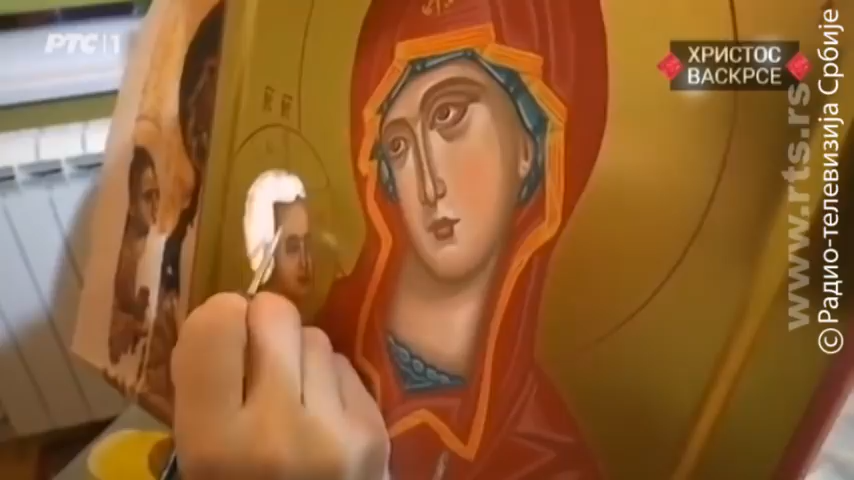 РТС 1
ХРИСТОС
ВАСКРСЕ
www.rts.rs
© Радио-телевизија Србије